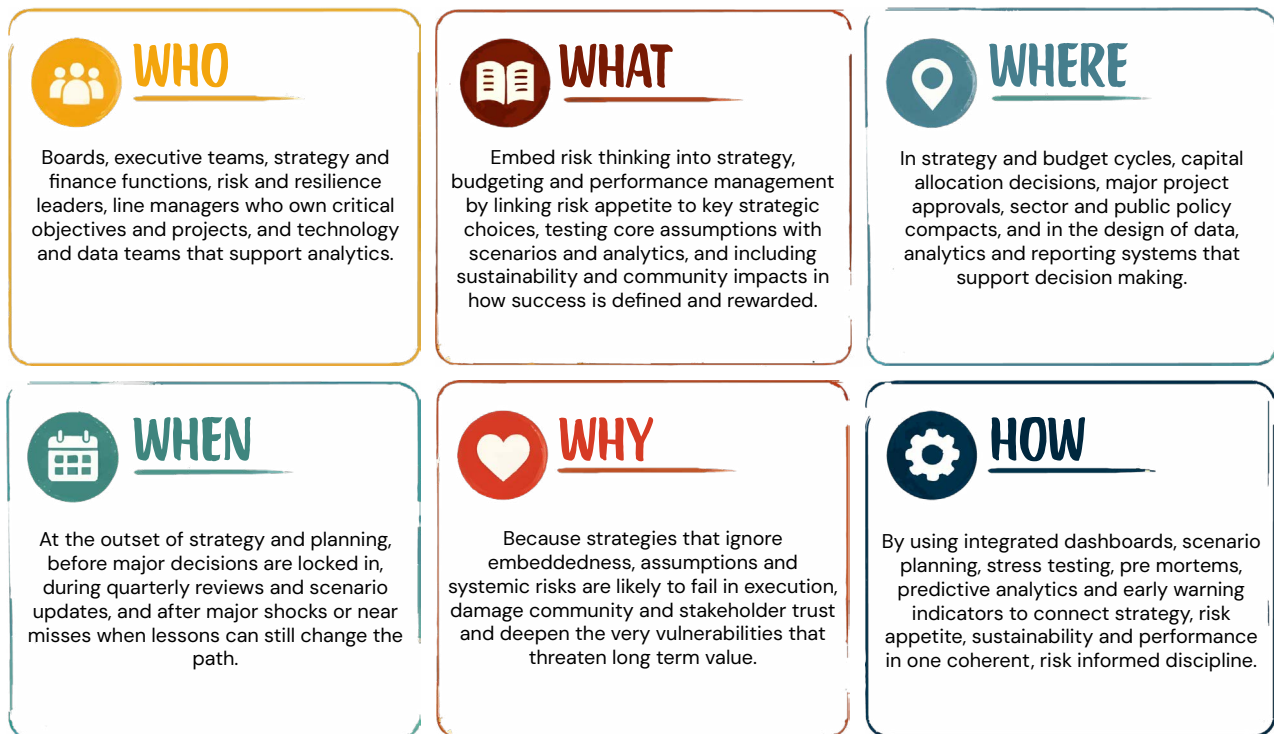 WHO
Boards, executive teams, strategy and
finance functions, risk and resilience
leaders, line managers who own critical
objectives and projects, and technology
and data teams that support analytics.
WHAT
Embed risk thinking into strategy,
budgeting and performance management
by linking risk appetite to key strategic
choices, testing core assumptions with
scenarios and analytics, and including
sustainability and community impacts in
how success is defined and rewarded.
WHERE
In strategy and budget cycles, capital
allocation decisions, major project
approvals, sector and public policy
compacts, and in the design of data,
analytics and reporting systems that
support decision making.
WHEN
At the outset of strategy and planning,
before major decisions are locked in,
during quarterly reviews and scenario
updates, and after major shocks or near
misses when lessons can still change the
path.
WHY
Because strategies that ignore
embeddedness, assumptions and
systemic risks are likely to fail in execution,
damage community and stakeholder trust
and deepen the very vulnerabilities that
threaten long term value.
HOW
By using integrated dashboards, scenario
planning, stress testing, pre mortems,
predictive analytics and early warning
indicators to connect strategy, risk
appetite, sustainability and performance
in one coherent, risk informed discipline.